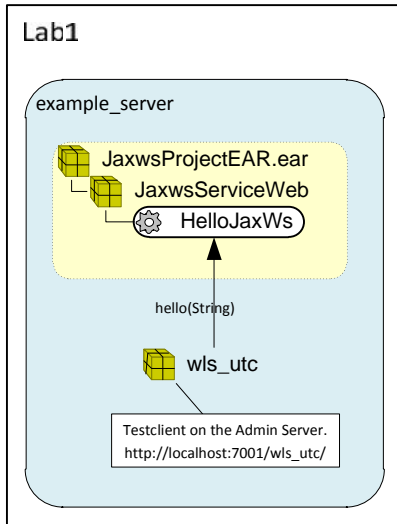 Lab1
example_server
JaxwsProjectEAR.ear
JaxwsServiceWeb
HelloJaxWs
hello(String)
wls_utc
Testclient on the Admin Server.
http://localhost:7001/wls_utc/